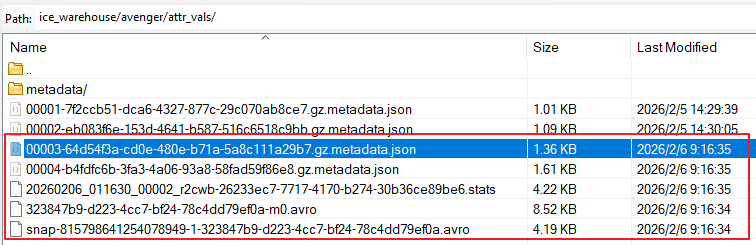 Path: ice_warehouse/avenger/attr_vals/
Name Size Last Modified
..
metadata/
00001-7f2ccb51-dca6-4327-877c-29c070ab8ce7.gz.metadata.json 1.01 KB 2026/2/5 14:29:39
00002-eb083f6e-153d-4641-b587-516c6518c9bb.gz.metadata.json 1.09 KB 2026/2/5 14:30:05
00003-64d54f3a-cd0e-480e-b71a-5a8c111a29b7.gz.metadata.json 1.36 KB 2026/2/6 9:16:35
00004-b4fdfc6b-3fa3-4a06-93a8-58fad59f86e8.gz.metadata.json 1.61 KB 2026/2/6 9:16:35
20260206_011630_00002_r2cwb-26233ec7-7717-4170-b274-30b36ce89be6.stats 4.22 KB 2026/2/6 9:16:35
323847b9-d223-4cc7-bf24-78c4dd79ef0a-m0.avro 8.52 KB 2026/2/6 9:16:34
snap-815798641254078949-1-323847b9-d223-4cc7-bf24-78c4dd79ef0a.avro 4.19 KB 2026/2/6 9:16:34